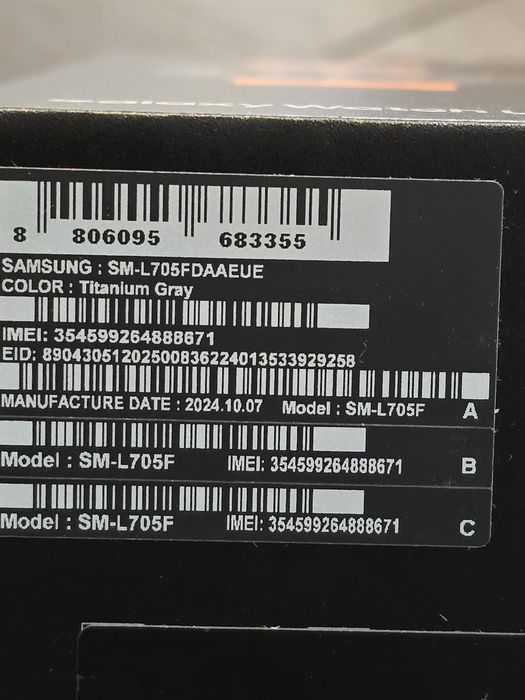 8 806095 683355
SAMSUNG : SM-L705FDAAEUE
COLOR : Titanium Gray
IMEI: 354599264888671
EID: 89043051202500836224013533929258
MANUFACTURE DATE : 2024.10.07 Model : SM-L705F A
Model : SM-L705F IMEI: 354599264888671 B
Model : SM-L705F IMEI: 354599264888671 C